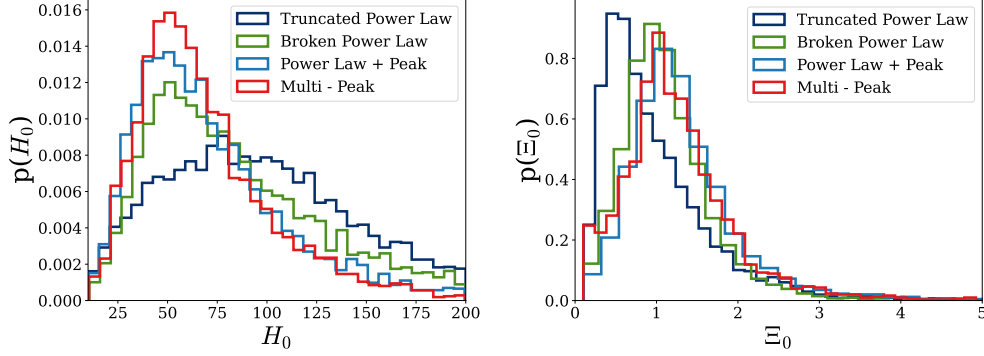 0.016
0.014
0.012
0.010
0.008
0.006
0.004
0.002
0.000
p(H₀)
25 50 75 100 125 150 175 200
H₀
Truncated Power Law
Broken Power Law
Power Law + Peak
Multi - Peak
0.8
0.6
0.4
0.2
0.0
p(Ξ₀)
0 1 2 3 4 5
Ξ₀
Truncated Power Law
Broken Power Law
Power Law + Peak
Multi - Peak